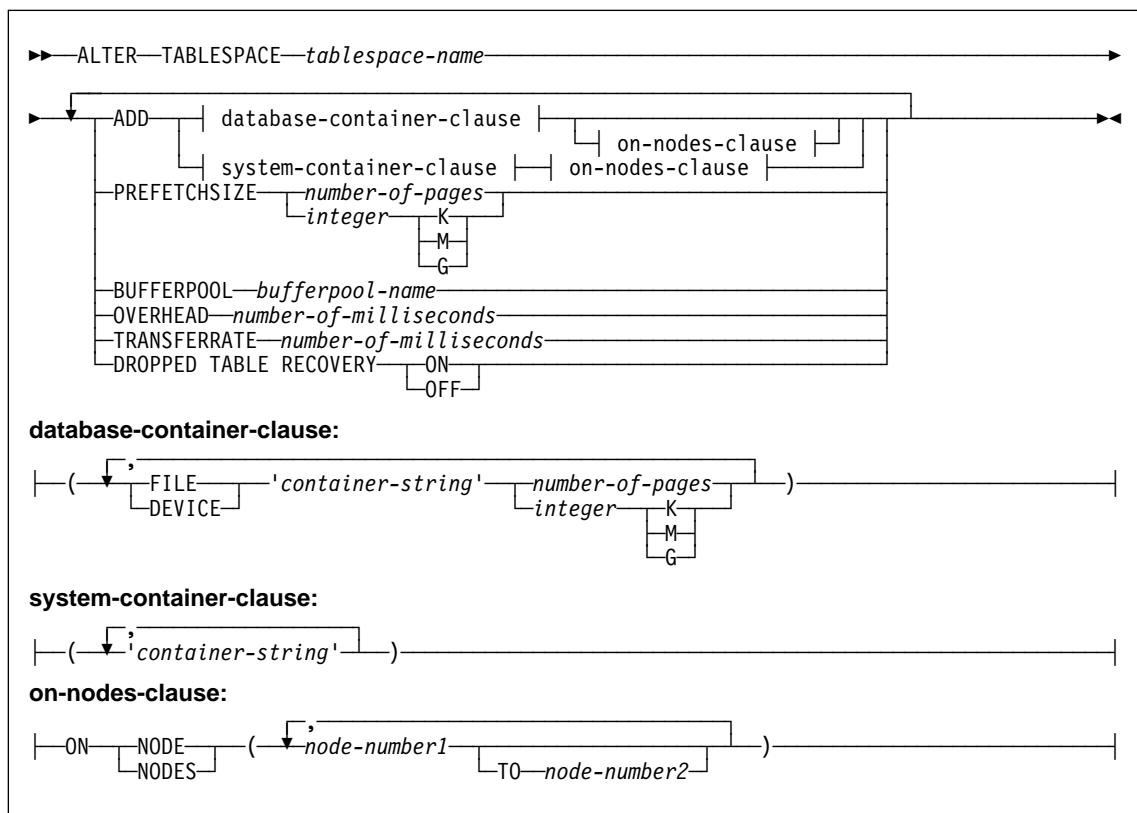 ALTER TABLESPACE tablespace-name
ADD database-container-clause
on-nodes-clause
system-container-clause on-nodes-clause
PREFETCHSIZE number-of-pages
integer K
M
G
BUFFERPOOL bufferpool-name
OVERHEAD number-of-milliseconds
TRANSFERRATE number-of-milliseconds
DROPPED TABLE RECOVERY ON
OFF
database-container-clause:
,
( FILE 'container-string' number-of-pages )
DEVICE integer K
M
G
system-container-clause:
,
( 'container-string' )
on-nodes-clause:
,
ON NODE ( node-number1 )
NODES TO node-number2